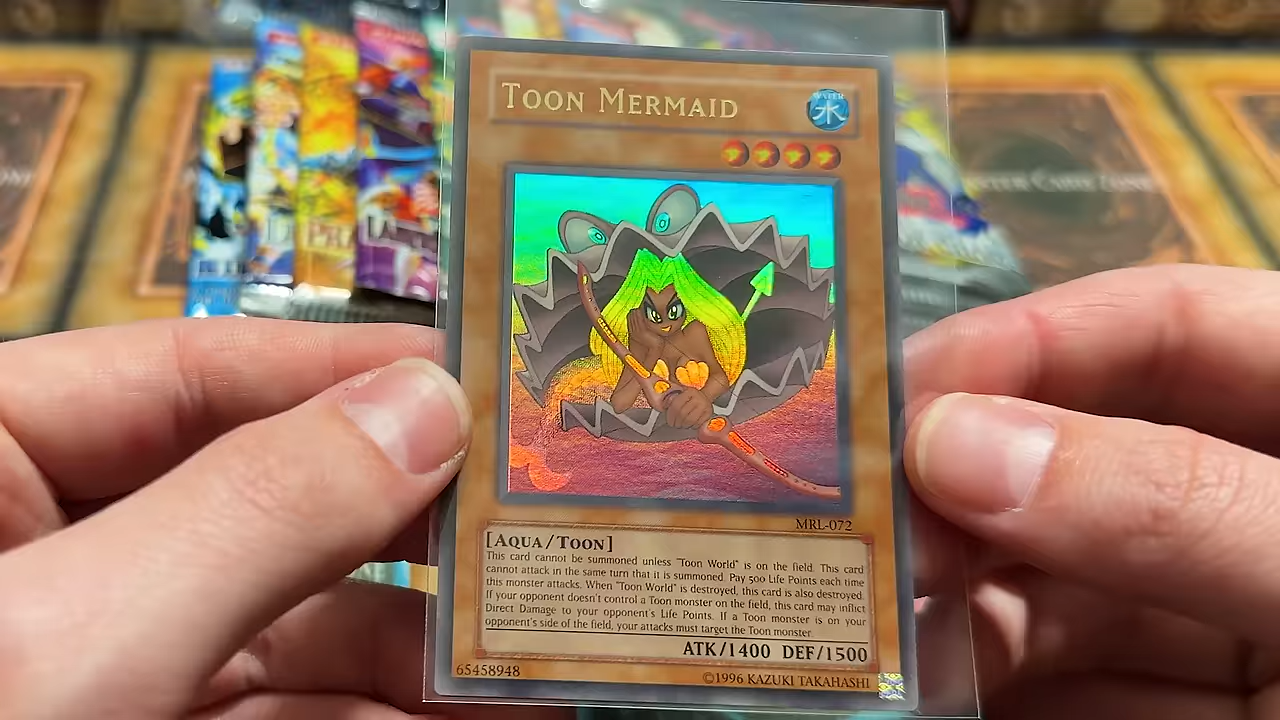 Toon Mermaid
WATER
水
MRL-072
[Aqua/Toon]
This card cannot be summoned unless "Toon World" is on the field. This card
cannot attack in the same turn that it is summoned. Pay 500 Life Points each time
this monster attacks. When "Toon World" is destroyed, this card is also destroyed.
If your opponent doesn't control a Toon monster on the field, this card may inflict
Direct Damage to your opponent's Life Points. If a Toon monster is on your
opponent's side of the field, your attacks must target the Toon monster.
ATK/1400 DEF/1500
65458948
©1996 KAZUKI TAKAHASHI